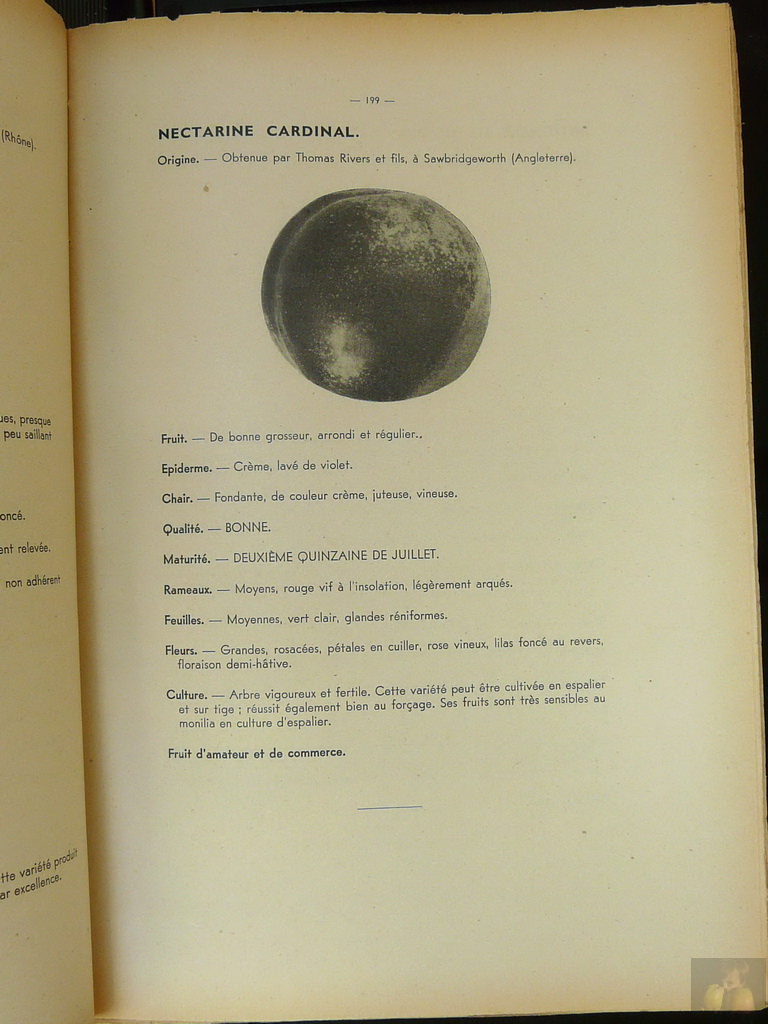 (Rhône).
ues, presque
peu saillant
oncé.
ent relevée.
non adhérent
tte variété produit
ar excellence.
— 199 —
NECTARINE CARDINAL.
Origine. — Obtenue par Thomas Rivers et fils, à Sawbridgeworth (Angleterre).
Fruit. — De bonne grosseur, arrondi et régulier..
Epiderme. — Crème, lavé de violet.
Chair. — Fondante, de couleur crème, juteuse, vineuse.
Qualité. — BONNE.
Maturité. — DEUXIÈME QUINZAINE DE JUILLET.
Rameaux. — Moyens, rouge vif à l'insolation, légèrement arqués.
Feuilles. — Moyennes, vert clair, glandes réniformes.
Fleurs. — Grandes, rosacées, pétales en cuiller, rose vineux, lilas foncé au revers,
floraison demi-hâtive.
Culture. — Arbre vigoureux et fertile. Cette variété peut être cultivée en espalier
et sur tige ; réussit également bien au forçage. Ses fruits sont très sensibles au
monilia en culture d'espalier.
Fruit d'amateur et de commerce.